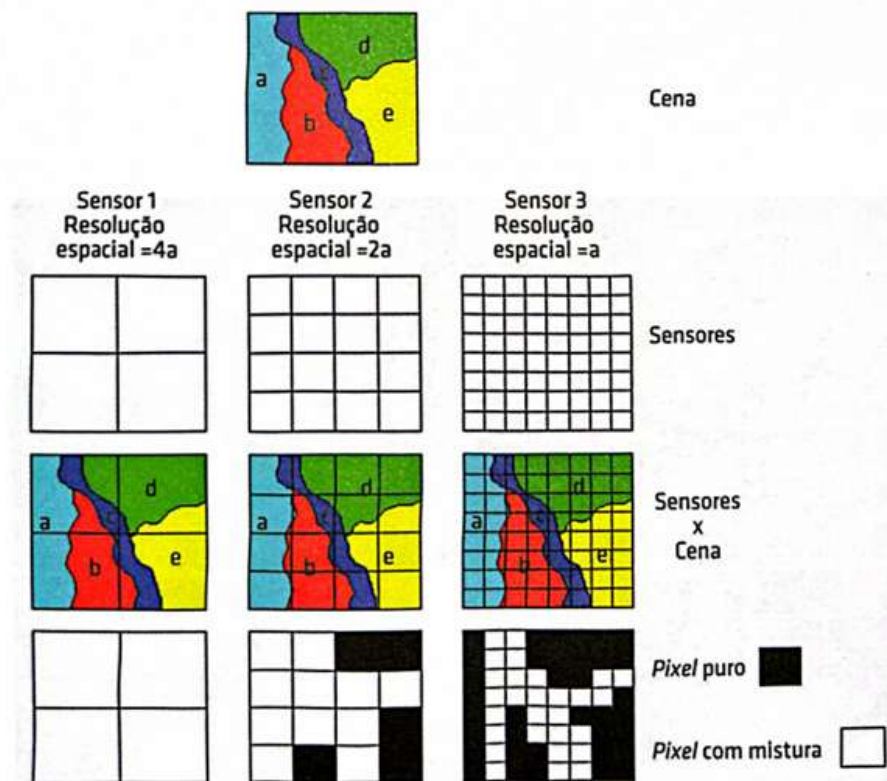 a
d
c
b
e
Cena
Sensor 1
Resolução
espacial =4a
Sensor 2
Resolução
espacial =2a
Sensor 3
Resolução
espacial =a
Sensores
a
d
c
b
e
a
d
c
b
e
d
c
b
e
Sensores
x
Cena
Pixel puro
Pixel com mistura